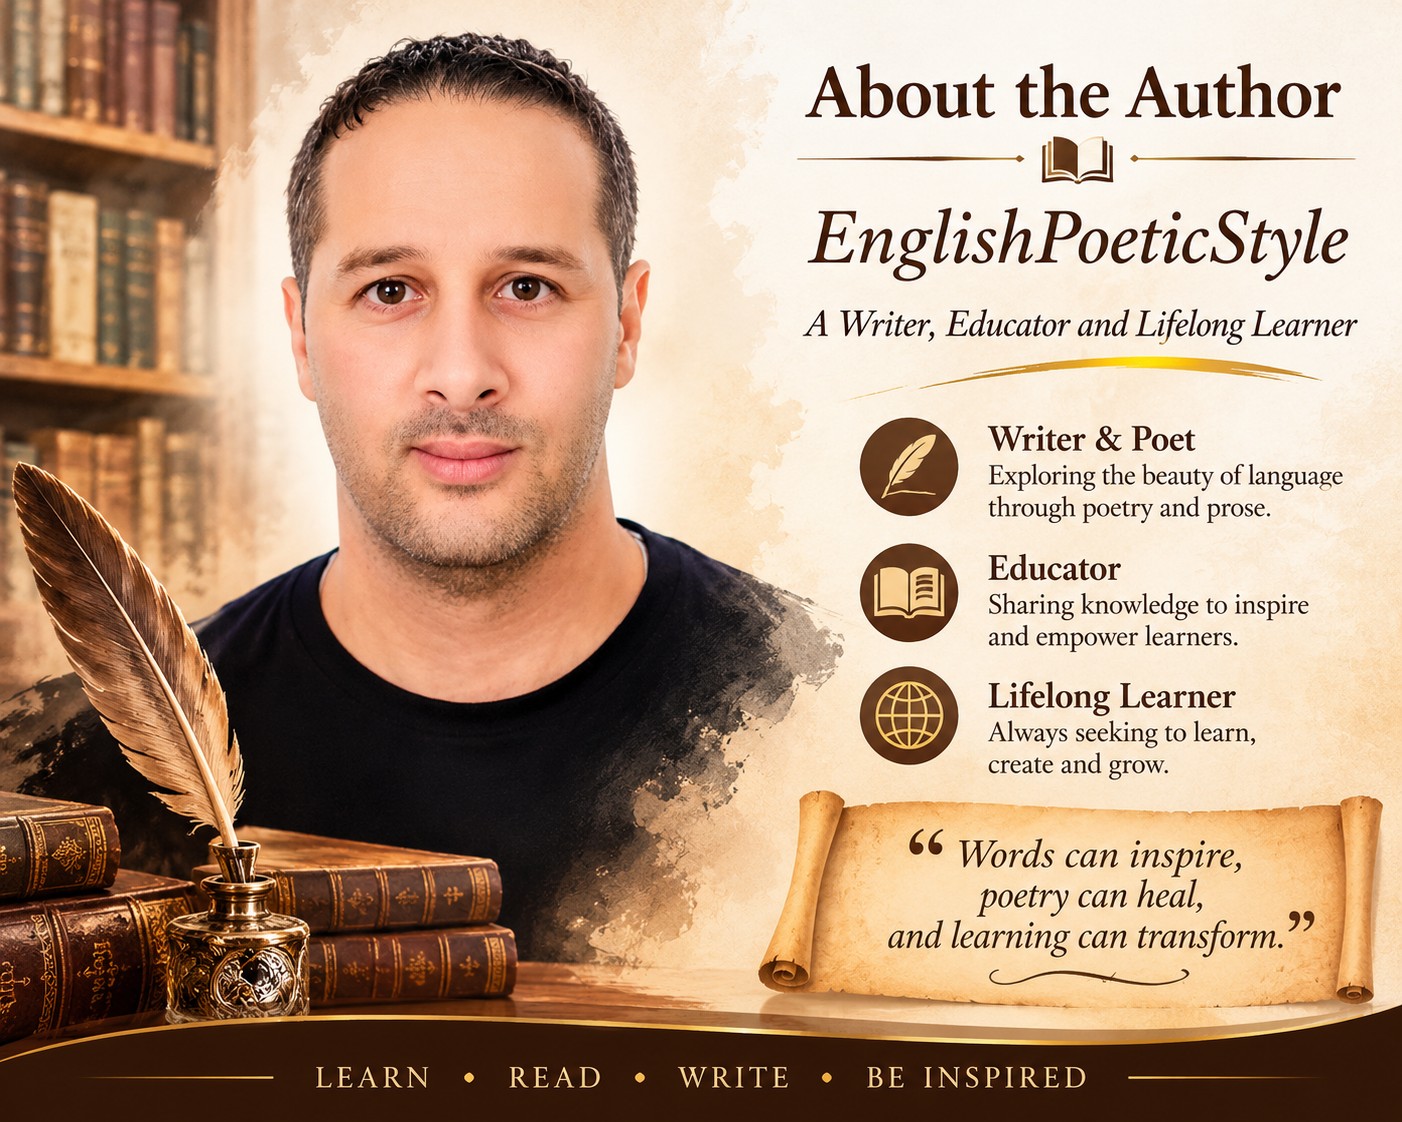 About the Author
EnglishPoeticStyle
A Writer, Educator and Lifelong Learner
Writer & Poet
Exploring the beauty of language
through poetry and prose.
Educator
Sharing knowledge to inspire
and empower learners.
Lifelong Learner
Always seeking to learn,
create and grow.
“ Words can inspire,
poetry can heal,
and learning can transform.”
LEARN • READ • WRITE • BE INSPIRED